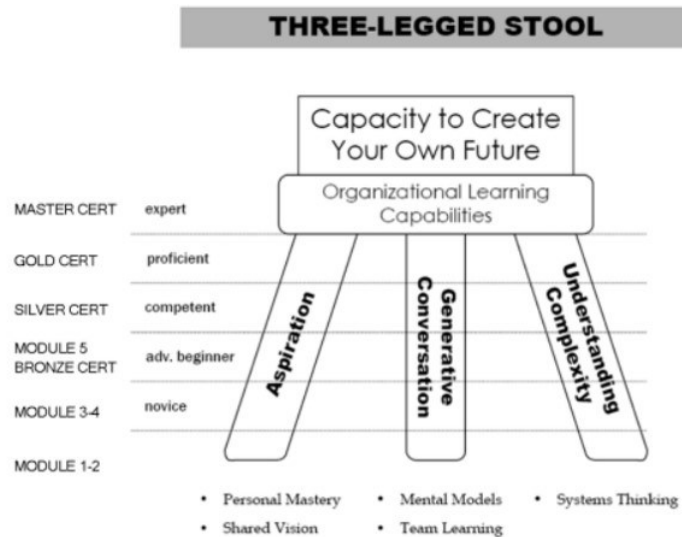 THREE-LEGGED STOOL
Capacity to Create
Your Own Future
Organizational Learning
Capabilities
MASTER CERT expert
GOLD CERT proficient
SILVER CERT competent
MODULE 5
BRONZE CERT adv. beginner
MODULE 3-4 novice
MODULE 1-2
Aspiration
Generative
Conversation
Understanding
Complexity
• Personal Mastery • Mental Models • Systems Thinking
• Shared Vision • Team Learning